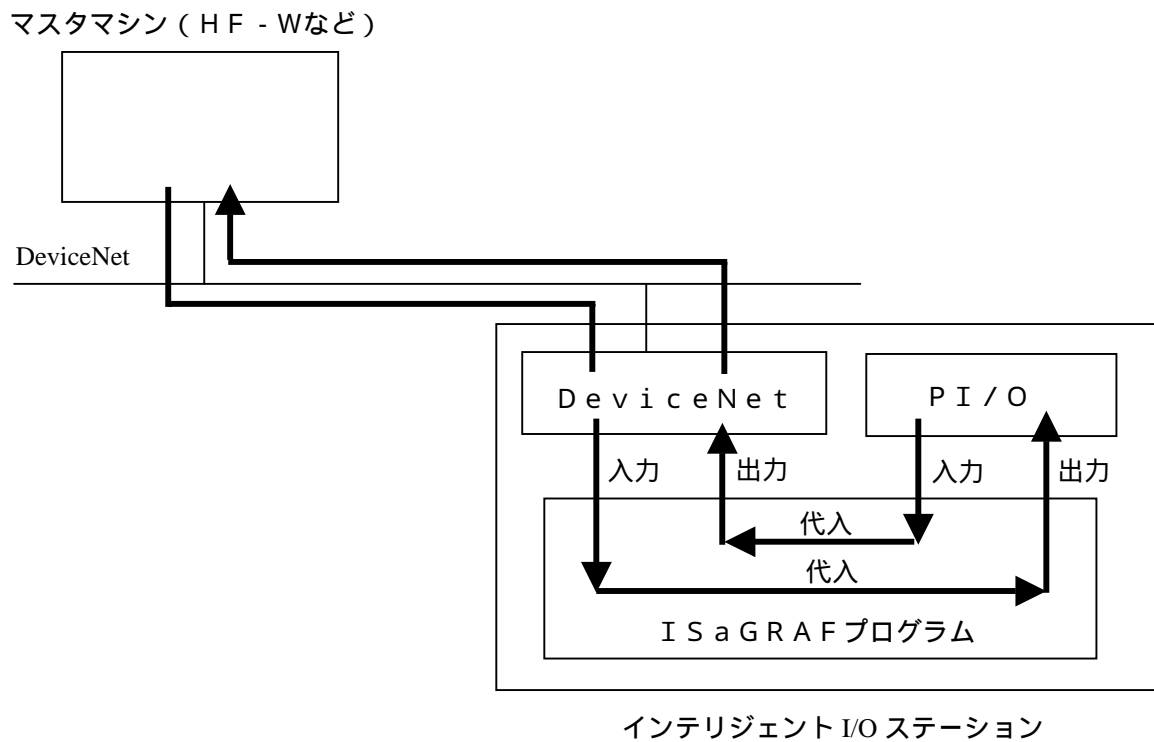 マスタマシン（ＨＦ－Ｗなど）
DeviceNet
ＤｅｖｉｃｅＮｅｔ
ＰＩ／Ｏ
入力
出力
入力
出力
代入
代入
ＩＳａＧＲＡＦプログラム
インテリジェント I/O ステーション